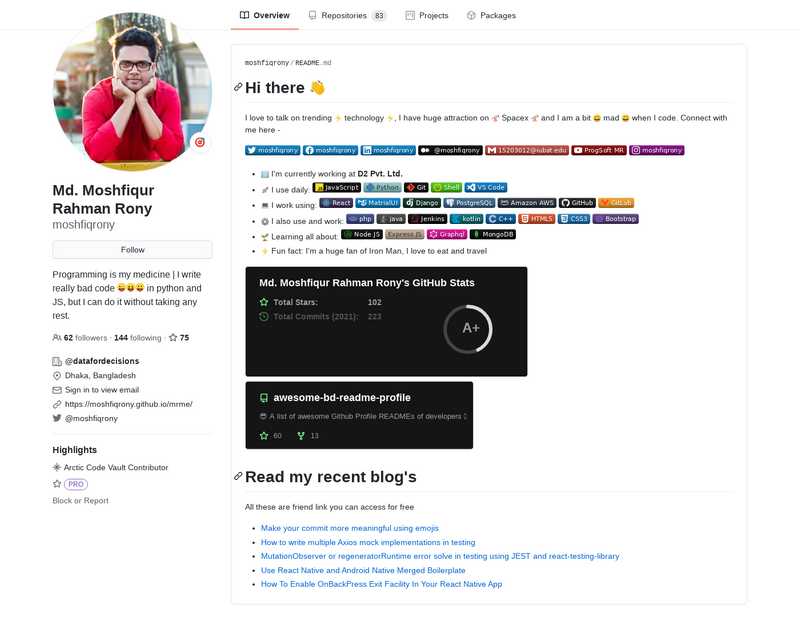 Overview Repositories 83 Projects Packages
Md. Moshfiqur
Rahman Rony
moshfiqrony
Follow
Programming is my medicine | I write
really bad code 😜😝😜 in python and
JS, but I can do it without taking any
rest.
62 followers · 144 following · 75
@datafordecisions
Dhaka, Bangladesh
Sign in to view email
https://moshfiqrony.github.io/mrme/
@moshfiqrony
Highlights
Arctic Code Vault Contributor
PRO
Block or Report
moshfiqrony/README.md
Hi there 👋
I love to talk on trending ⚡ technology ⚡, I have huge attraction on 🚀 Spacex 🚀 and I am a bit 😄 mad 😄 when I code. Connect with
me here -
moshfiqrony moshfiqrony moshfiqrony @moshfiqrony 15203012@iubat.edu ProgSoft MR moshfiqrony
I'm currently working at D2 Pvt. Ltd.
I use daily: JavaScript Python Git Shell VS Code
I work using: React MatrialUI Django PostgreSQL Amazon AWS GitHub GitLab
I also use and work: php Java Jenkins kotlin C++ HTML5 CSS3 Bootstrap
Learning all about: Node JS Express JS Graphql MongoDB
⚡ Fun fact: I'm a huge fan of Iron Man, I love to eat and travel
Md. Moshfiqur Rahman Rony's GitHub Stats
Total Stars: 102
Total Commits (2021): 223
A+
awesome-bd-readme-profile
😎 A list of awesome Github Profile READMEs of developers
60 13
Read my recent blog's
All these are friend link you can access for free
Make your commit more meaningful using emojis
How to write multiple Axios mock implementations in testing
MutationObserver or regeneratorRuntime error solve in testing using JEST and react-testing-library
Use React Native and Android Native Merged Boilerplate
How To Enable OnBackPress Exit Facility In Your React Native App